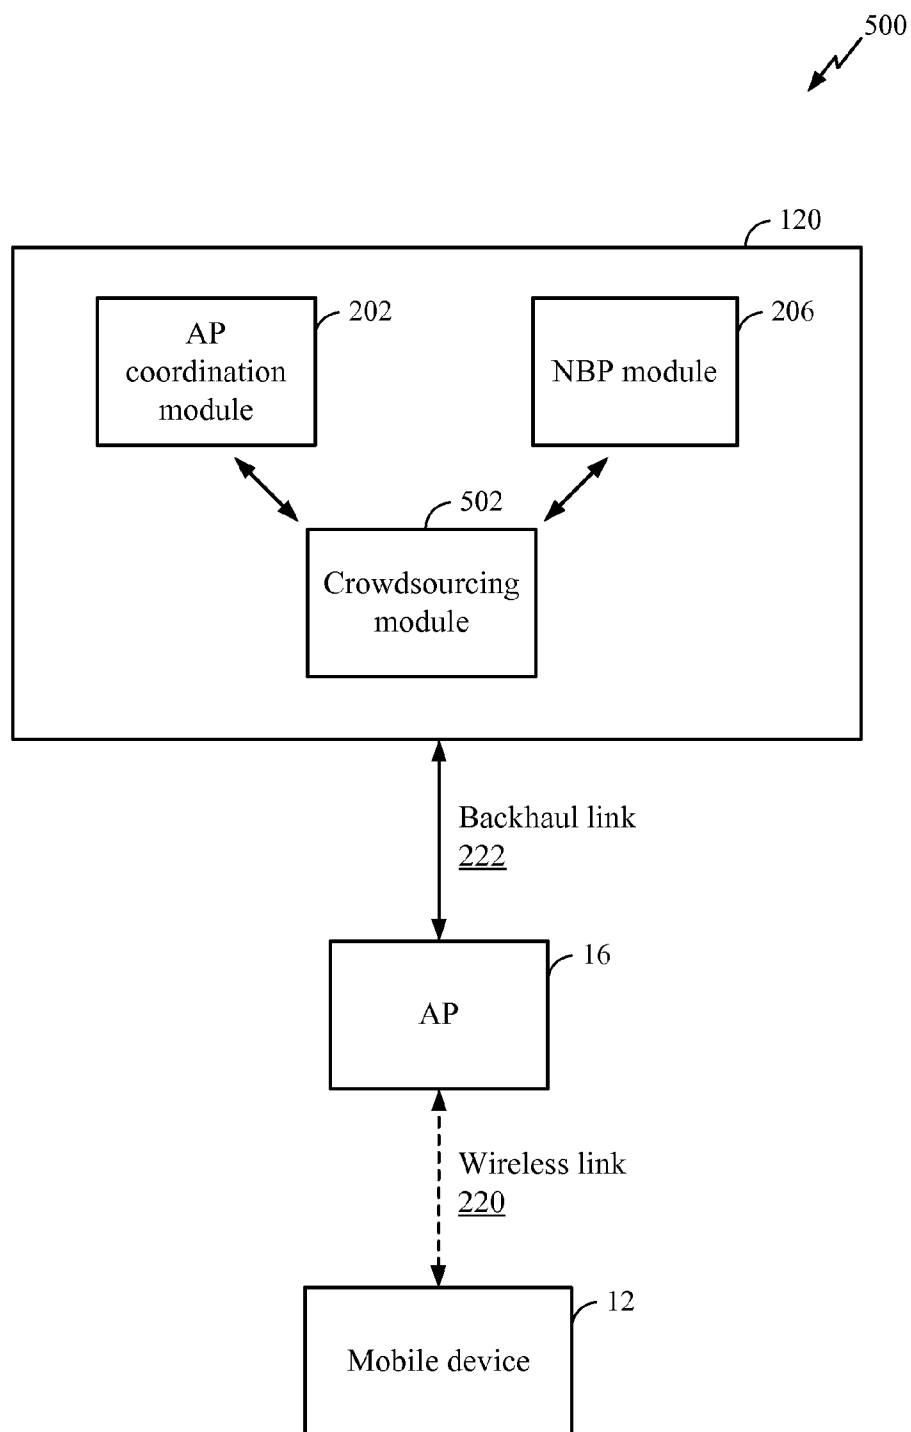 500
120
AP
coordination
module
202
NBP module
206
502
Crowdsourcing
module
Backhaul link
222
16
AP
Wireless link
220
12
Mobile device